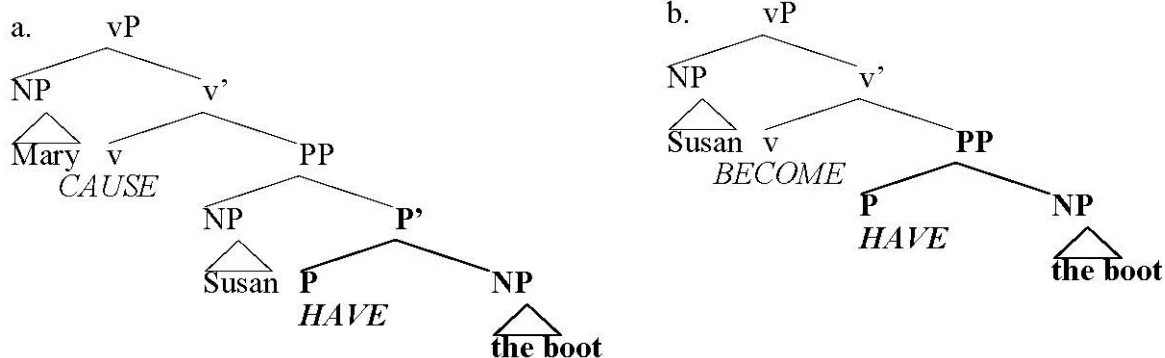 a.
vP
NP
v’
Mary
v
PP
CAUSE
NP
P’
Susan
P
NP
HAVE
the boot
b.
vP
NP
v’
Susan
v
PP
BECOME
P
NP
HAVE
the boot